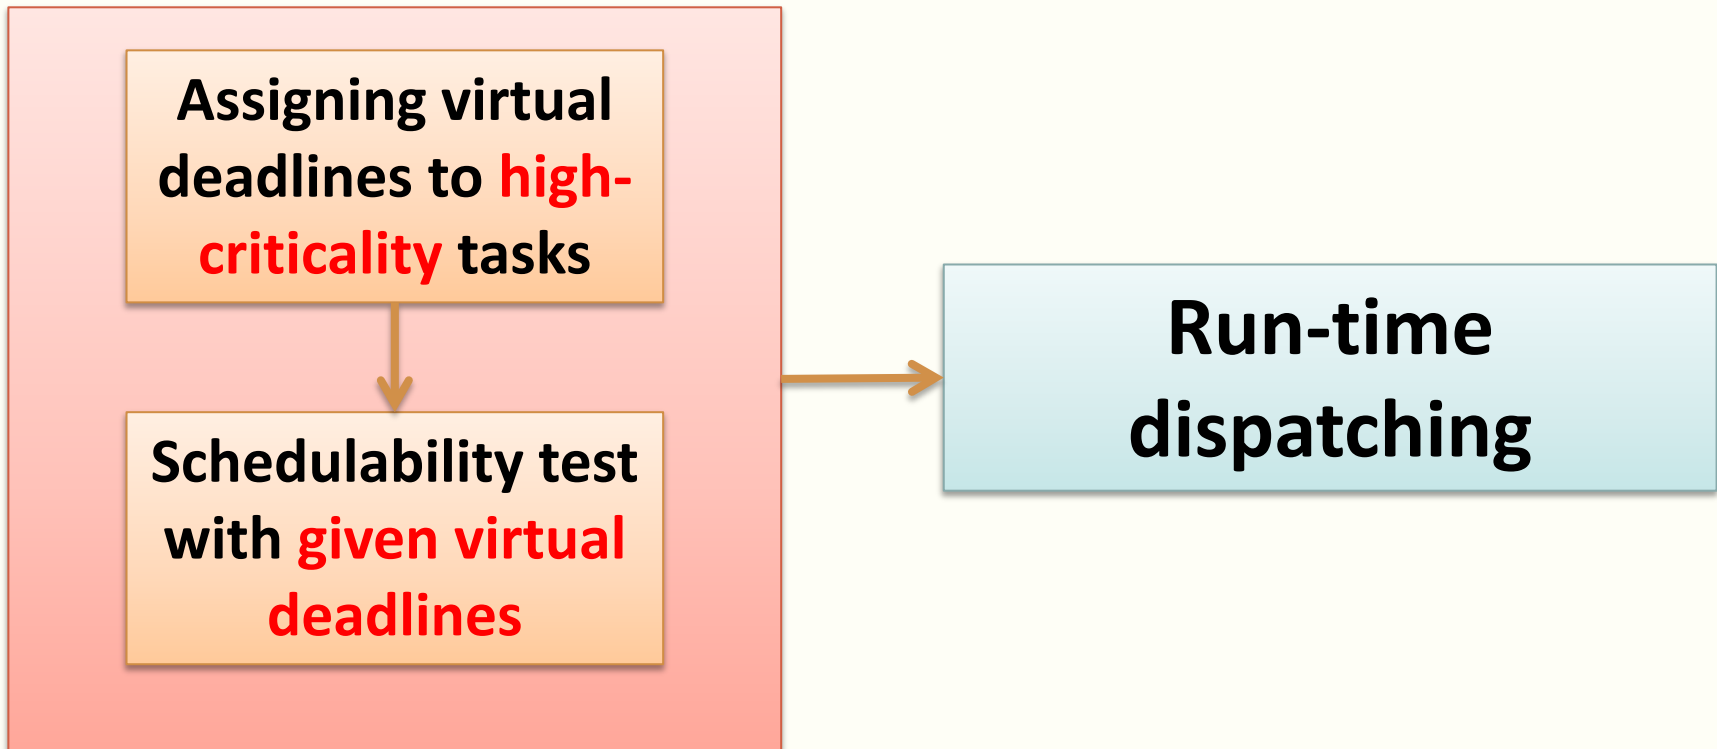 Assigning virtual
deadlines to high-
criticality tasks
Schedulability test
with given virtual
deadlines
Run-time
dispatching